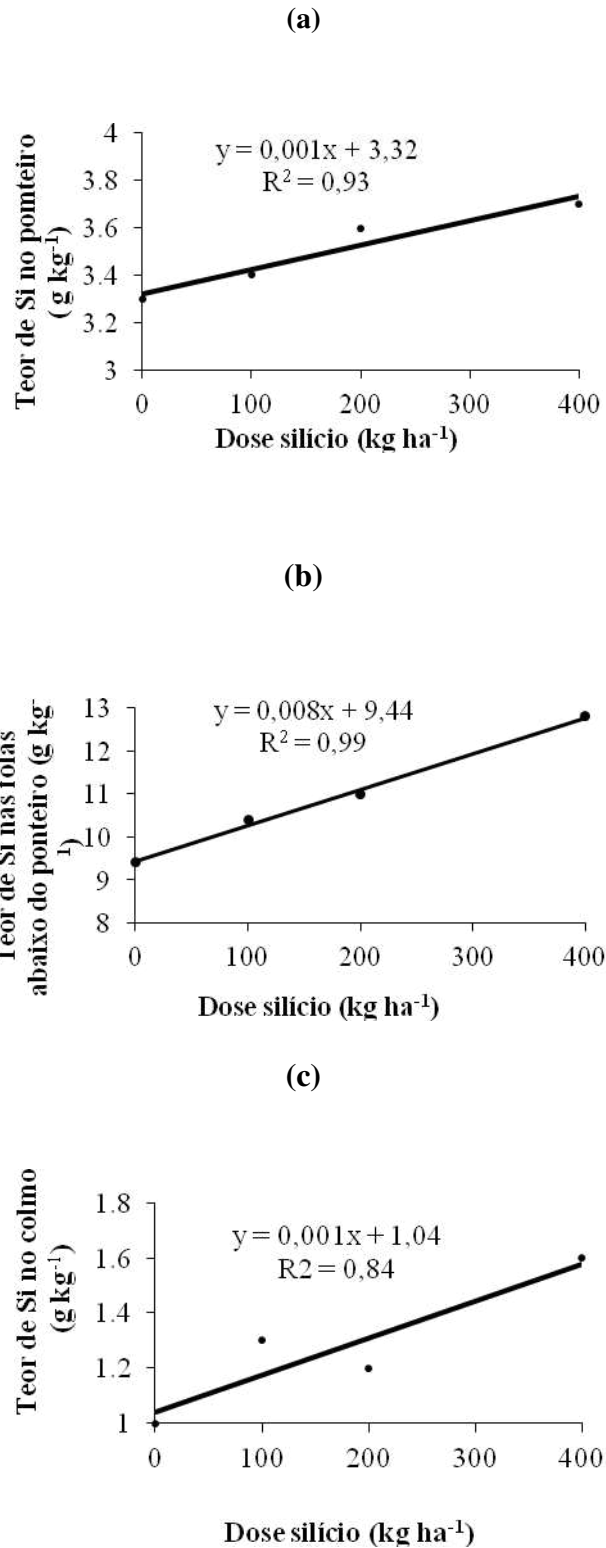 (a)
Teor de Si no pomteiro
( g kg-1)
4
3.8
3.6
3.4
3.2
3
y = 0,001x + 3,32
R2 = 0,93
0 100 200 300 400
Dose silício (kg ha-1)
(b)
Teor de Si nas folas
abaixo do ponteiro (g kg-
1)
13
12
11
10
9
8
y = 0,008x + 9,44
R2 = 0,99
0 100 200 300 400
Dose silício (kg ha-1)
(c)
Teor de Si no colmo
(g kg-1)
1.8
1.6
1.4
1.2
1
y = 0,001x + 1,04
R2 = 0,84
0 100 200 300 400
Dose silício (kg ha-1)